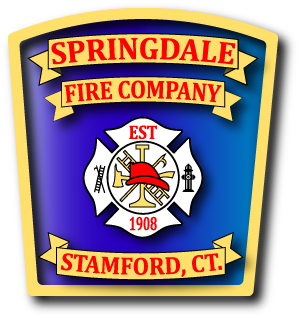 SPRINGDALE
FIRE COMPANY
EST
1908
STAMFORD, CT.